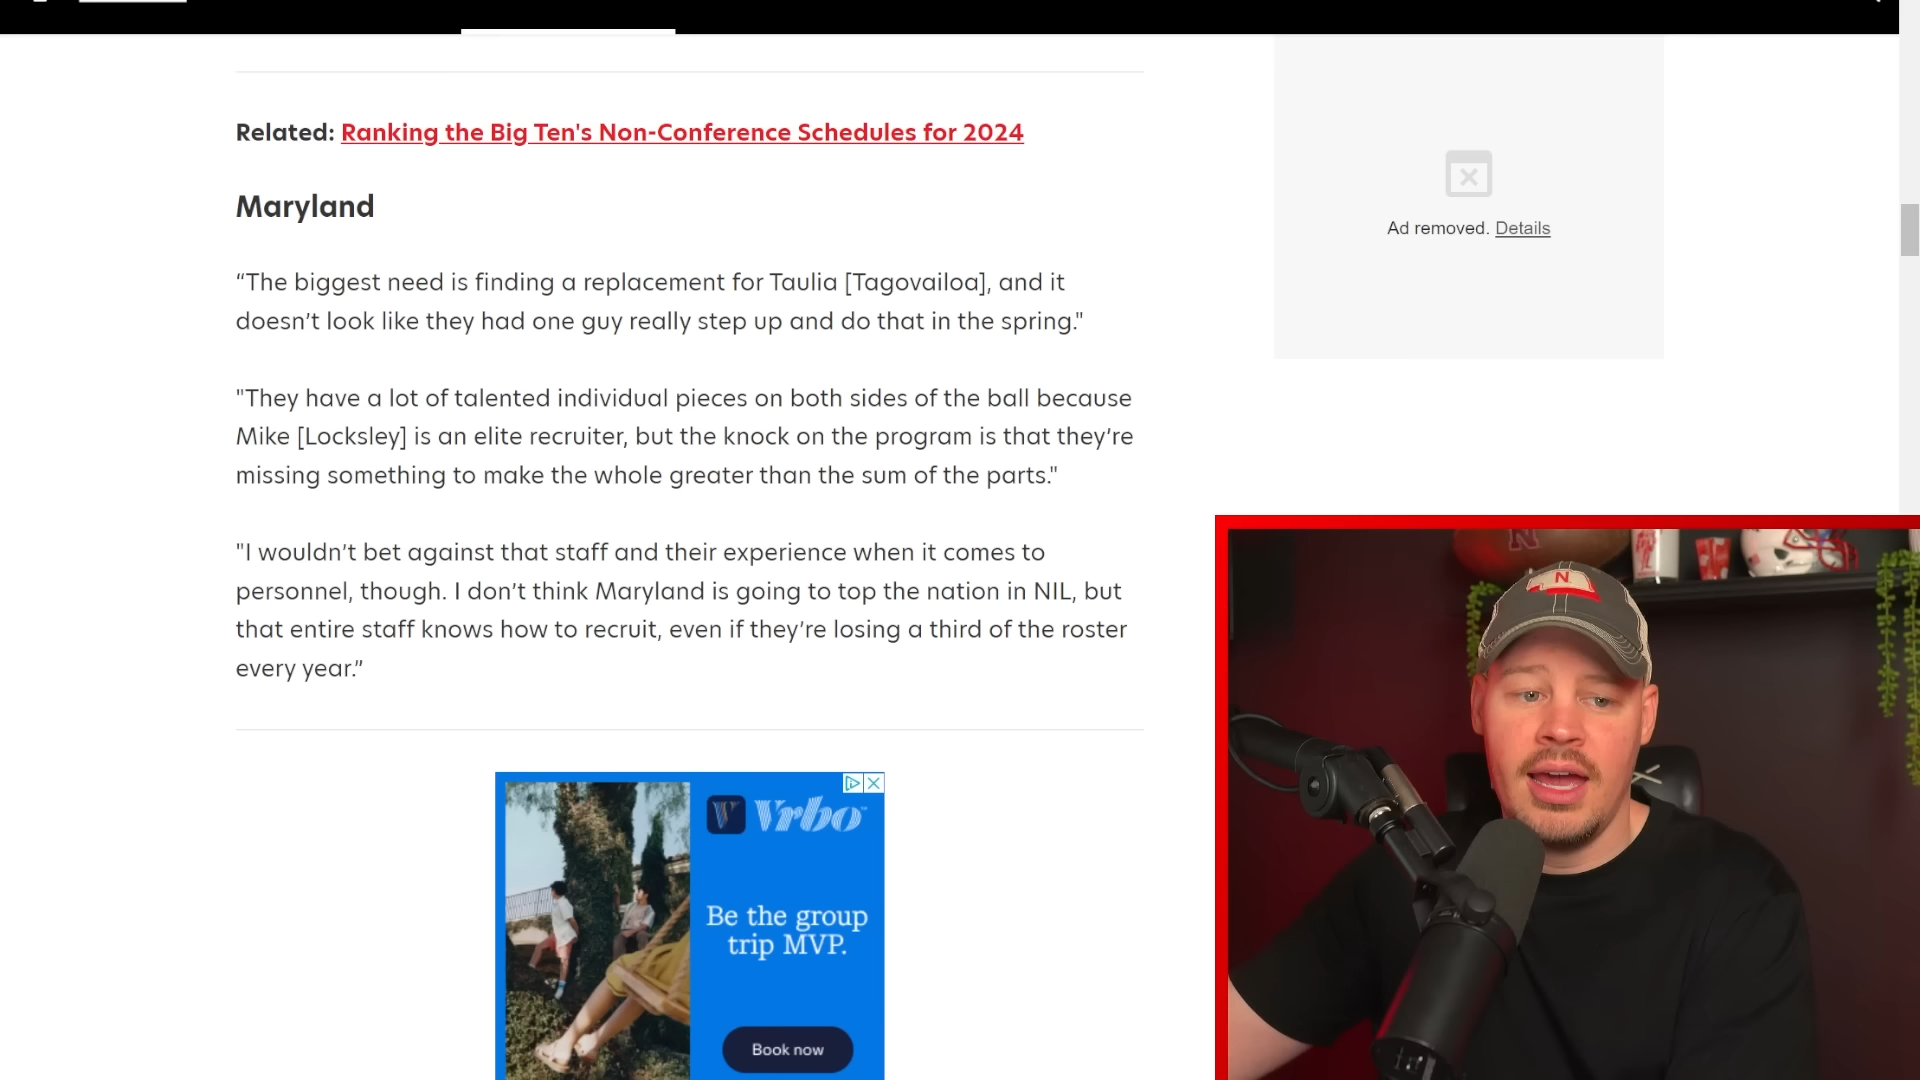 Related: Ranking the Big Ten's Non-Conference Schedules for 2024
Maryland
“The biggest need is finding a replacement for Taulia [Tagovailoa], and it
doesn’t look like they had one guy really step up and do that in the spring."
"They have a lot of talented individual pieces on both sides of the ball because
Mike [Locksley] is an elite recruiter, but the knock on the program is that they’re
missing something to make the whole greater than the sum of the parts."
"I wouldn’t bet against that staff and their experience when it comes to
personnel, though. I don’t think Maryland is going to top the nation in NIL, but
that entire staff knows how to recruit, even if they’re losing a third of the roster
every year.”
Ad removed. Details
V Vrbo
Be the group
trip MVP.
Book now
N
N